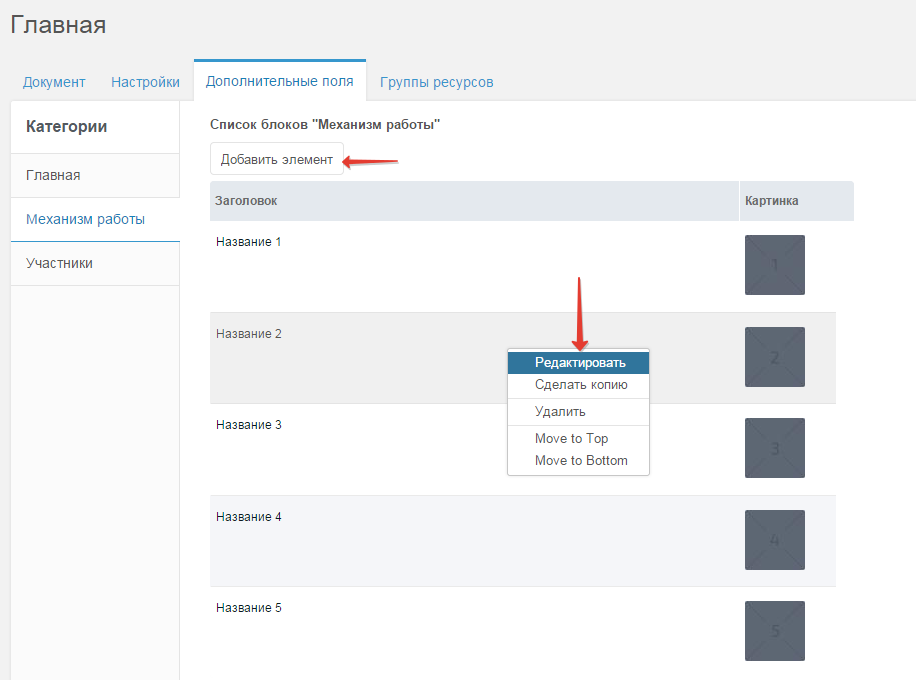 Главная
Документ Настройки Дополнительные поля Группы ресурсов
Категории
Главная
Механизм работы
Участники
Список блоков "Механизм работы"
Добавить элемент
Заголовок Картинка
Название 1
1
Название 2
2
Редактировать
Сделать копию
Удалить
Move to Top
Move to Bottom
Название 3
3
Название 4
4
Название 5
5